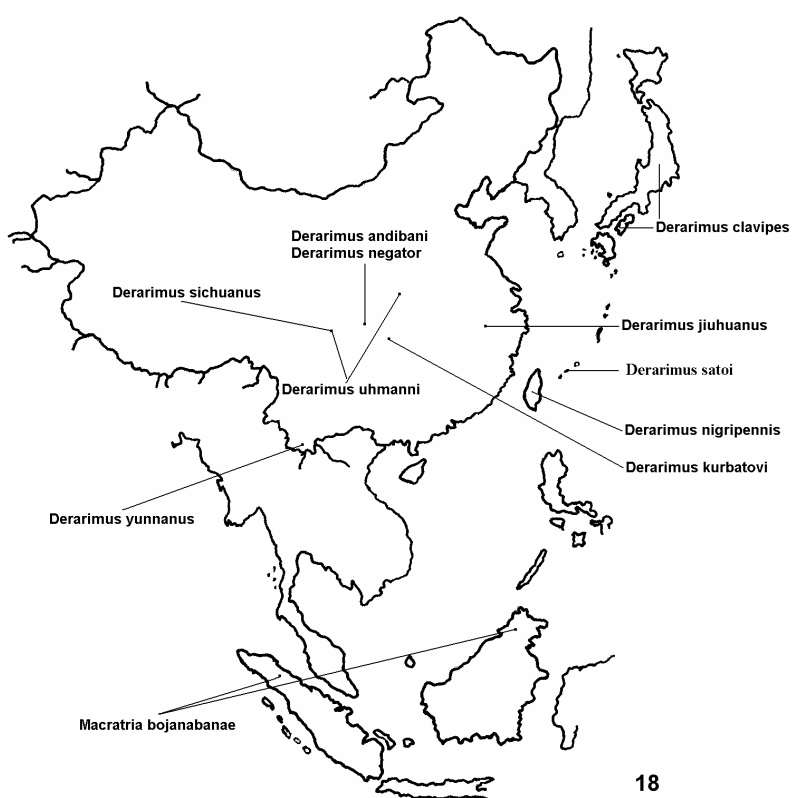 Derarimus clavipes
Derarimus andibani
Derarimus negator
Derarimus sichuanus
Derarimus jiuhuanus
Derarimus satoi
Derarimus uhmanni
Derarimus nigripennis
Derarimus kurbatovi
Derarimus yunnanus
Macratria bojanabanae
18